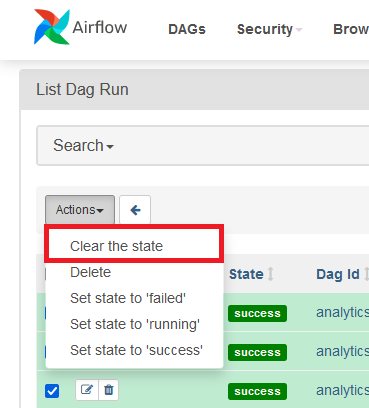 Airflow DAGs Security Brow
List Dag Run
Search
Actions
Clear the state
Delete
Set state to 'failed'
Set state to 'running'
Set state to 'success'
State Dag Id
success analytics
success analytics
success analytics